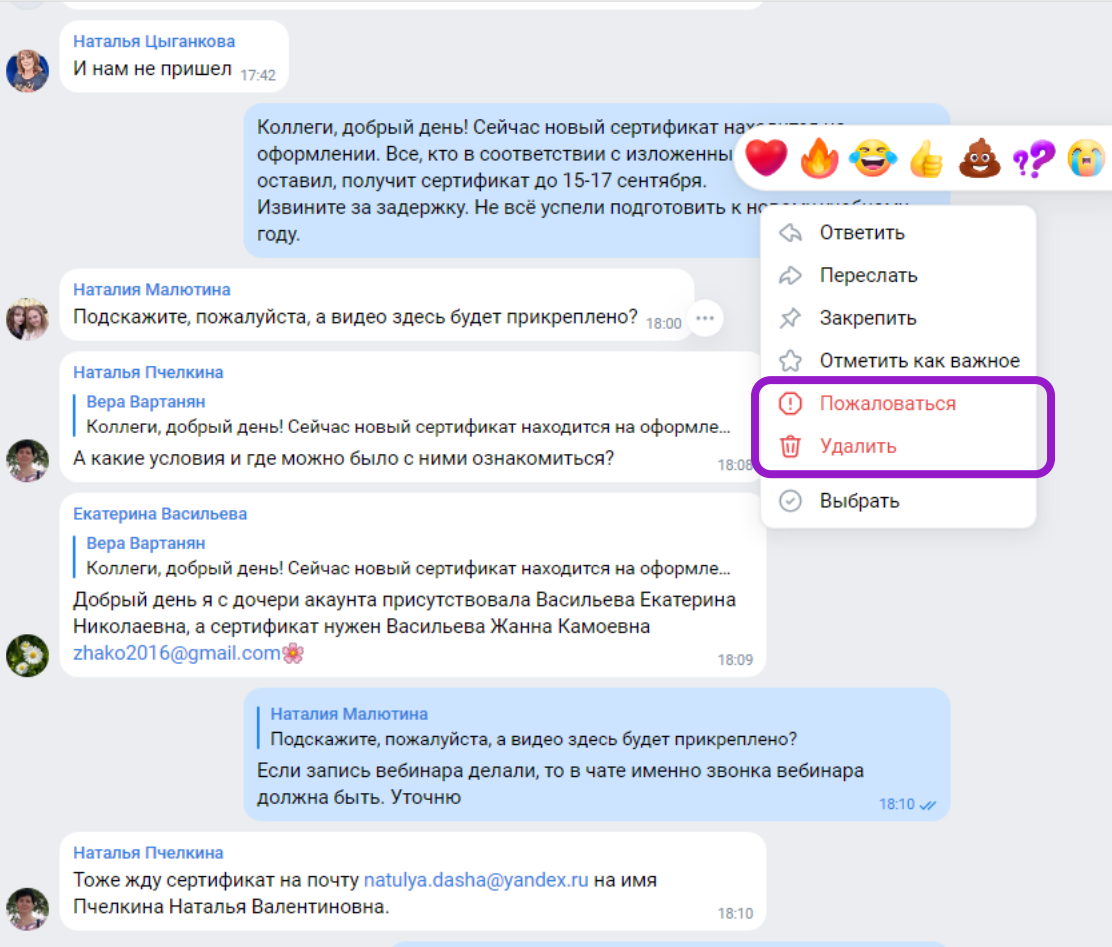 Наталья Цыганкова
И нам не пришел 17:42
Коллеги, добрый день! Сейчас новый сертификат находится на
оформлении. Все, кто в соответствии с изложенны
оставил, получит сертификат до 15-17 сентября.
Извините за задержку. Не всё успели подготовить к новому учебному
году.
Ответить
Переслать
Закрепить
Отметить как важное
Пожаловаться
Удалить
Выбрать
Наталия Малютина
Подскажите, пожалуйста, а видео здесь будет прикреплено? 18:00
Наталья Пчелкина
Вера Вартанян
Коллеги, добрый день! Сейчас новый сертификат находится на оформле...
А какие условия и где можно было с ними ознакомиться? 18:08
Екатерина Васильева
Вера Вартанян
Коллеги, добрый день! Сейчас новый сертификат находится на оформле...
Добрый день я с дочери акаунта присутствовала Васильева Екатерина
Николаевна, а сертификат нужен Васильева Жанна Камоевна
zhako2016@gmail.com🌸 18:09
Наталия Малютина
Подскажите, пожалуйста, а видео здесь будет прикреплено?
Если запись вебинара делали, то в чате именно звонка вебинара
должна быть. Уточню 18:10
Наталья Пчелкина
Тоже жду сертификат на почту natulya.dasha@yandex.ru на имя
Пчелкина Наталья Валентиновна. 18:10